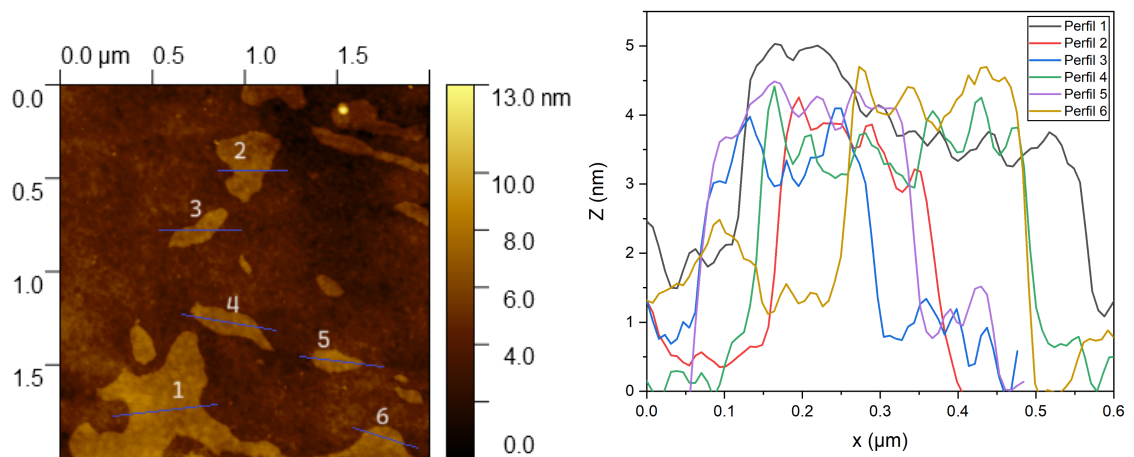 0.0 µm 0.5 1.0 1.5
0.0
0.5
1.0
1.5
2
3
4
5
1
6
13.0 nm
10.0
8.0
6.0
4.0
0.0
Perfil 1
Perfil 2
Perfil 3
Perfil 4
Perfil 5
Perfil 6
5
4
3
2
1
0
Z (nm)
0.0 0.1 0.2 0.3 0.4 0.5 0.6
x (µm)